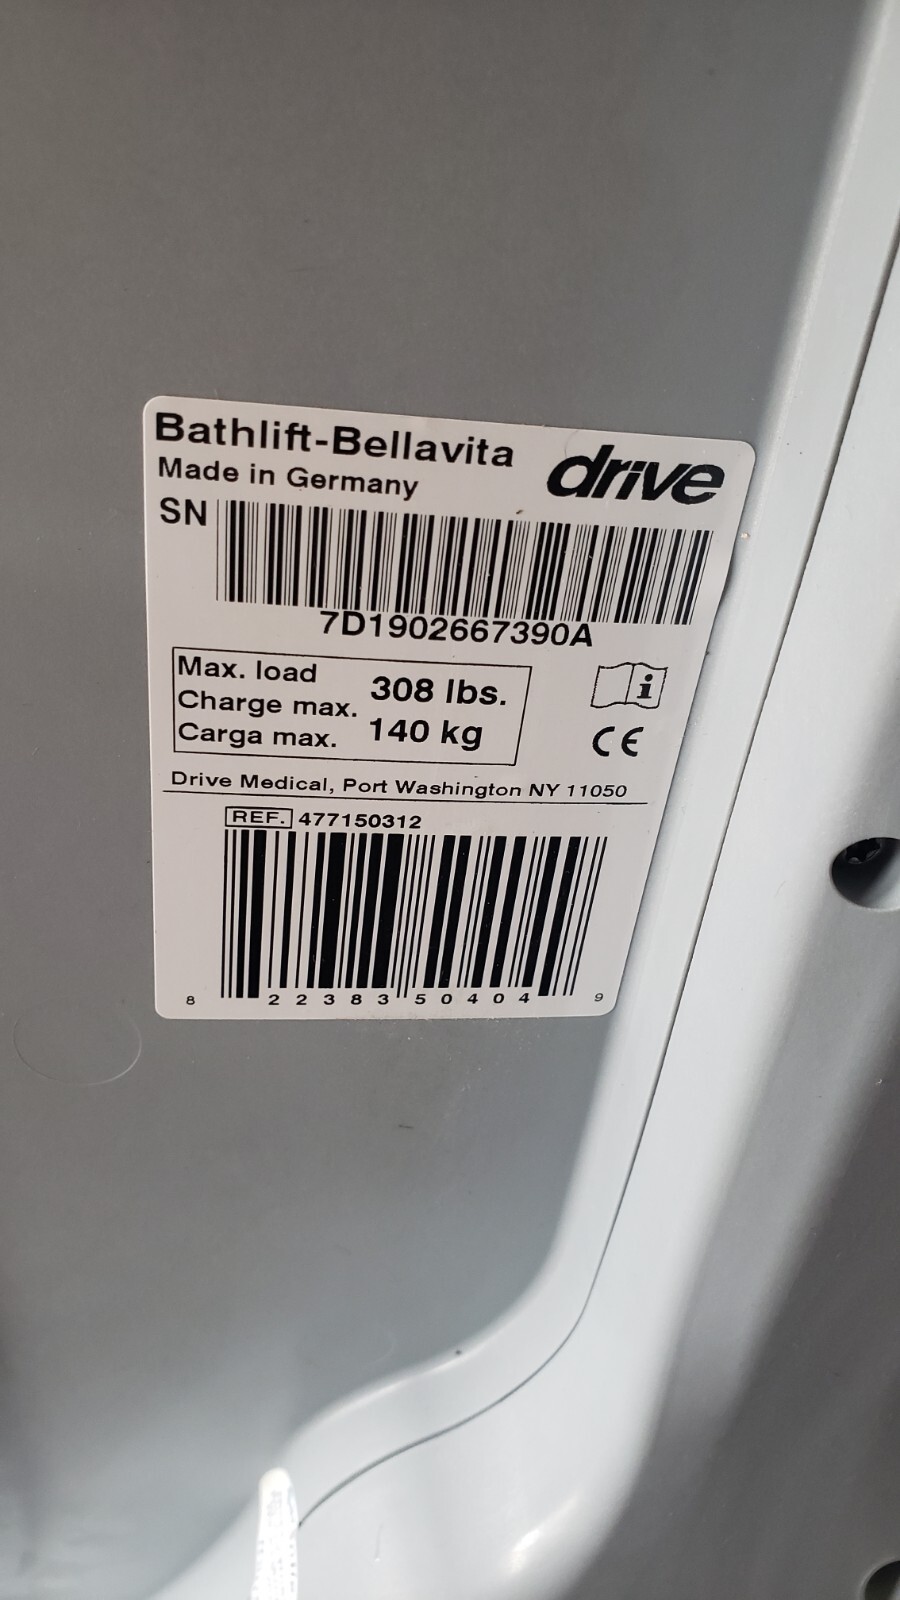 Bathlift-Bellavita
drive
Made in Germany
SN
7D1902667390A
Max. load
Charge max.
Carga max.
308 lbs.
140 kg
i
CE
Drive Medical, Port Washington NY 11050
REF. 477150312
8 22383 50404 9